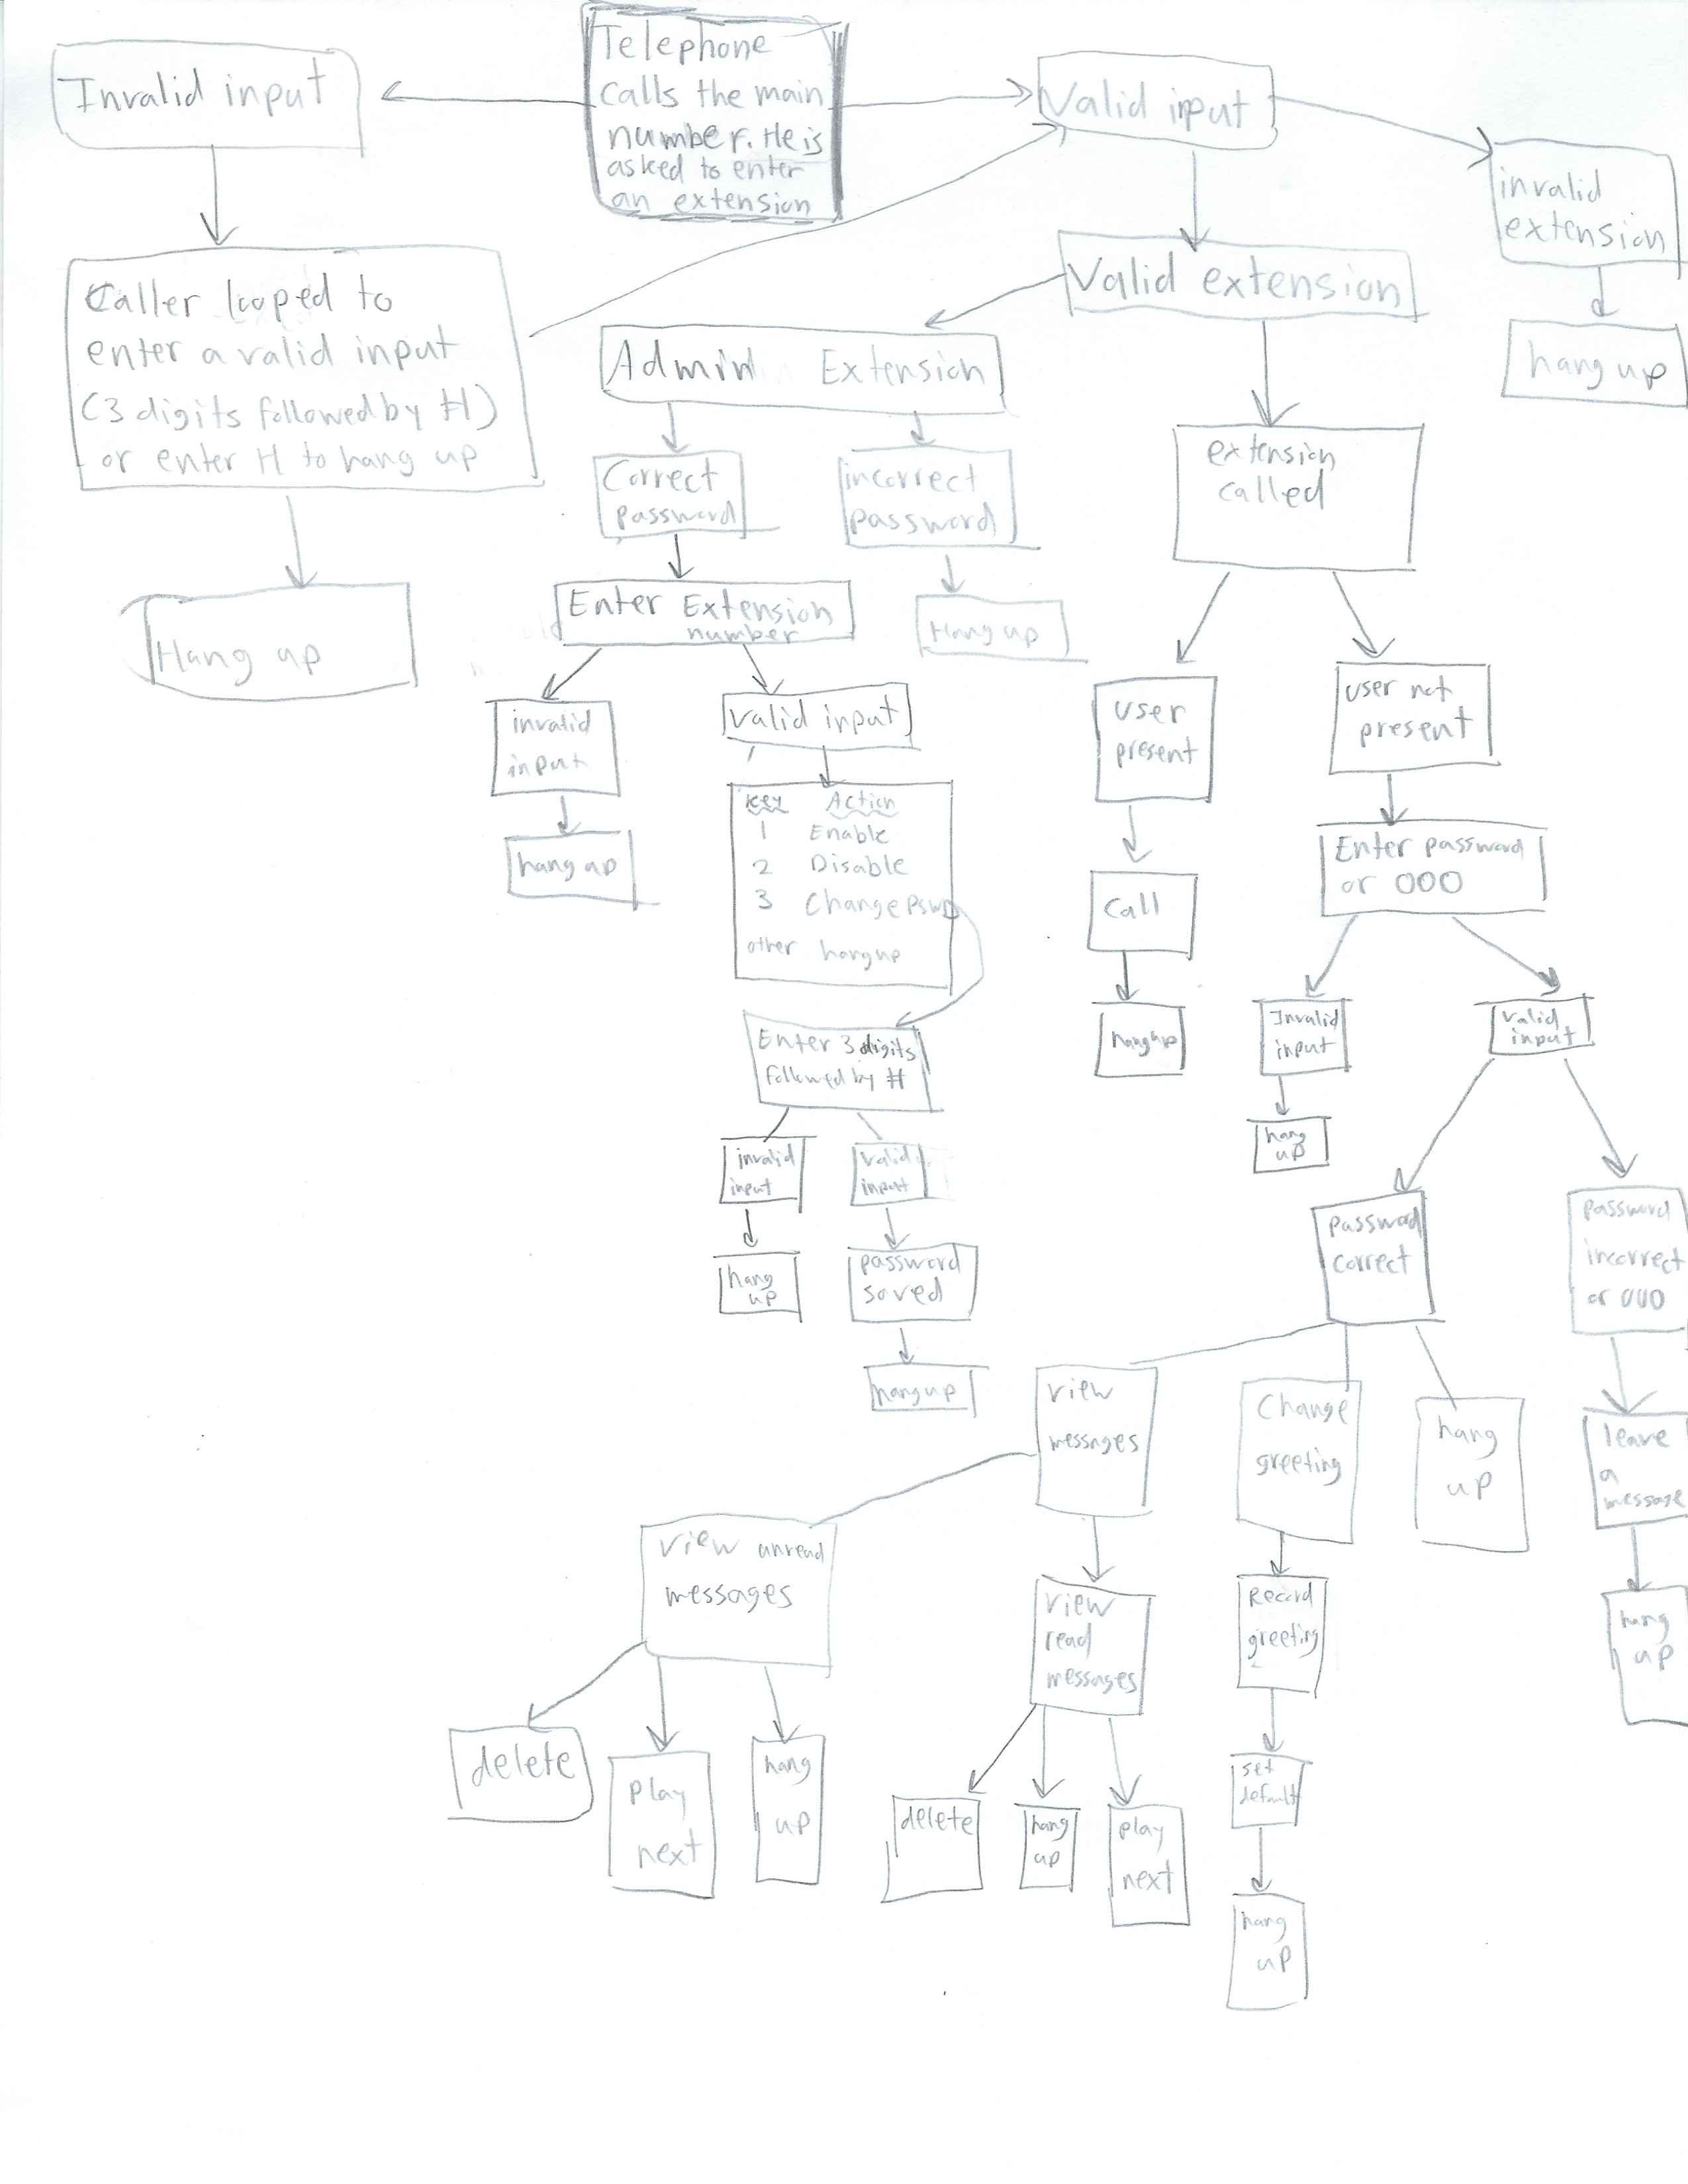 Telephone
calls the main
number. He is
asked to enter
an extension
Invalid input
Valid input
invalid
extension
hang up
Caller looped to
enter a valid input
(3 digits followed by H)
or enter H to hang up
Hang up
Valid extension
Admin Extension
Correct
password
incorrect
password
Hang up
Enter Extension
number
invalid
input
hang up
valid input
key Action
1 Enable
2 Disable
3 Change Pswd
other hangup
Enter 3 digits
followed by #
invalid
input
hang
up
valid
input
password
saved
hang up
extension
called
user
present
call
hangup
user not
present
Enter password
or 000
Invalid
input
hang
up
valid
input
password
correct
password
incorrect
or 000
leave
a
message
hang
up
view
messages
Change
greeting
hang
up
view unread
messages
delete
play
next
hang
up
view
read
messages
delete
hang
up
play
next
Record
greeting
set
default
hang
up